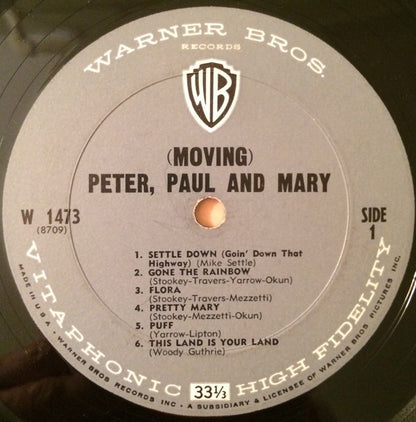 WARNER BROS.
RECORDS
WB
(MOVING)
PETER, PAUL AND MARY
W 1473
(8709)
SIDE
1
1. SETTLE DOWN (Goin' Down That
Highway) (Mike Settle)
2. GONE THE RAINBOW
(Stookey-Travers-Yarrow-Okun)
3. FLORA
(Stookey-Travers-Mezzetti)
4. PRETTY MARY
(Stookey-Mezzetti-Okun)
5. PUFF
(Yarrow-Lipton)
6. THIS LAND IS YOUR LAND
(Woody Guthrie)
VITAPHONIC HIGH FIDELITY
33⅓
MADE IN U.S.A. • WARNER BROS. RECORDS INC. • A SUBSIDIARY & LICENSEE OF WARNER BROS. PICTURES INC.